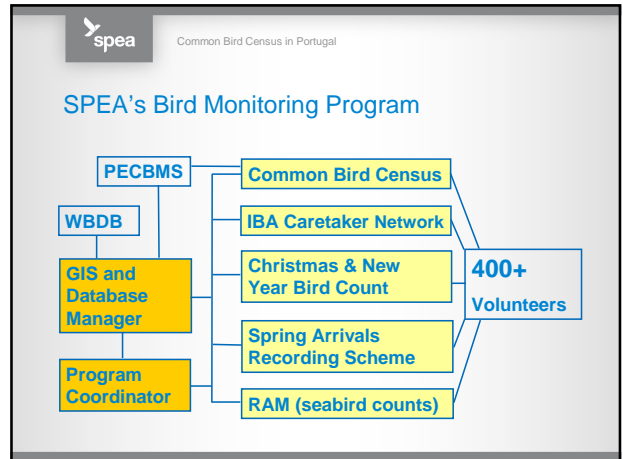 spea
Common Bird Census in Portugal
SPEA's Bird Monitoring Program
PECBMS
Common Bird Census
WBDB
IBA Caretaker Network
GIS and
Database
Manager
Christmas & New
Year Bird Count
400+
Volunteers
Spring Arrivals
Recording Scheme
Program
Coordinator
RAM (seabird counts)